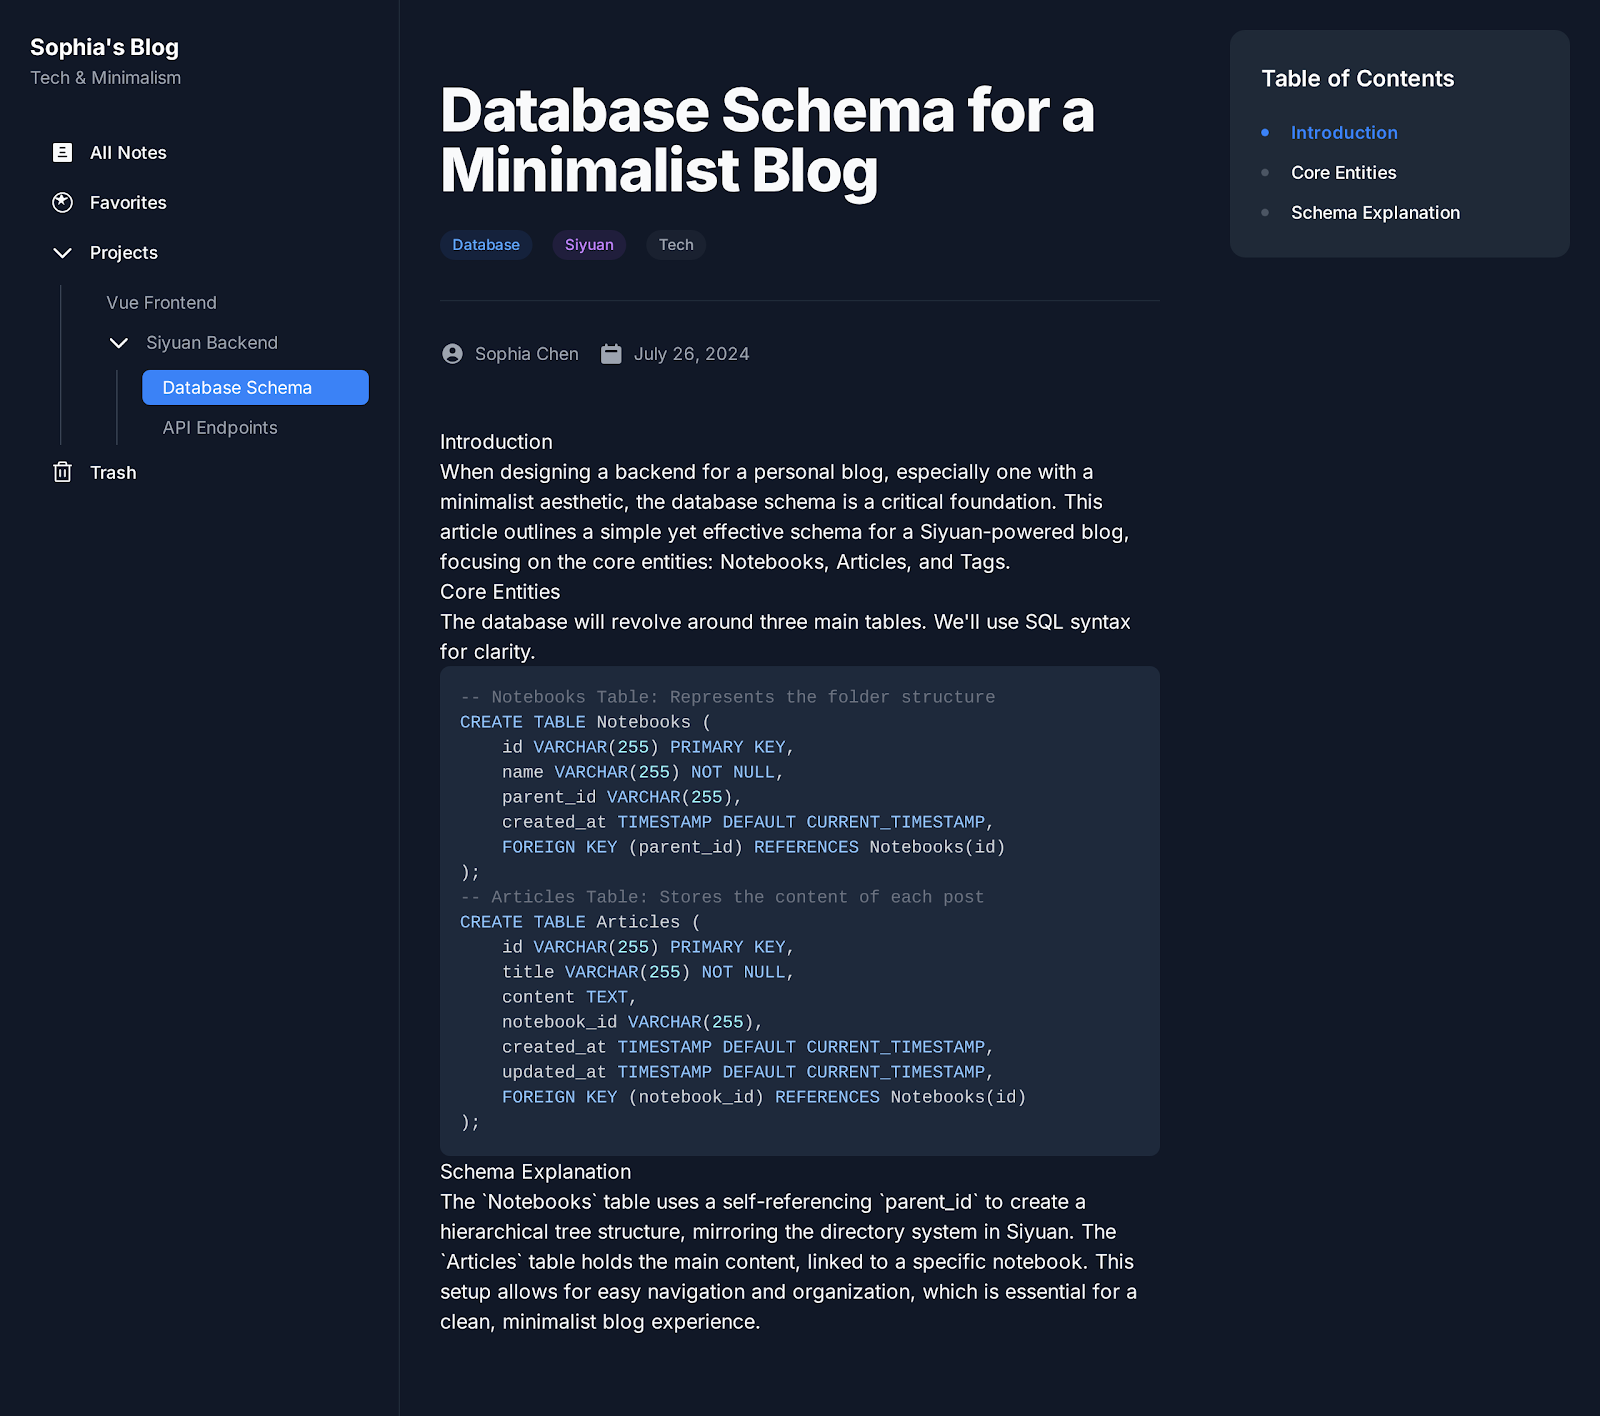 Sophia's Blog
Tech & Minimalism
All Notes
Favorites
Projects
Vue Frontend
Siyuan Backend
Database Schema
API Endpoints
Trash
Database Schema for a
Minimalist Blog
Database Siyuan Tech
Sophia Chen July 26, 2024
Introduction
When designing a backend for a personal blog, especially one with a
minimalist aesthetic, the database schema is a critical foundation. This
article outlines a simple yet effective schema for a Siyuan-powered blog,
focusing on the core entities: Notebooks, Articles, and Tags.
Core Entities
The database will revolve around three main tables. We'll use SQL syntax
for clarity.
-- Notebooks Table: Represents the folder structure
CREATE TABLE Notebooks (
    id VARCHAR(255) PRIMARY KEY,
    name VARCHAR(255) NOT NULL,
    parent_id VARCHAR(255),
    created_at TIMESTAMP DEFAULT CURRENT_TIMESTAMP,
    FOREIGN KEY (parent_id) REFERENCES Notebooks(id)
);
-- Articles Table: Stores the content of each post
CREATE TABLE Articles (
    id VARCHAR(255) PRIMARY KEY,
    title VARCHAR(255) NOT NULL,
    content TEXT,
    notebook_id VARCHAR(255),
    created_at TIMESTAMP DEFAULT CURRENT_TIMESTAMP,
    updated_at TIMESTAMP DEFAULT CURRENT_TIMESTAMP,
    FOREIGN KEY (notebook_id) REFERENCES Notebooks(id)
);
Schema Explanation
The `Notebooks` table uses a self-referencing `parent_id` to create a
hierarchical tree structure, mirroring the directory system in Siyuan. The
`Articles` table holds the main content, linked to a specific notebook. This
setup allows for easy navigation and organization, which is essential for a
clean, minimalist blog experience.
Table of Contents
Introduction
Core Entities
Schema Explanation